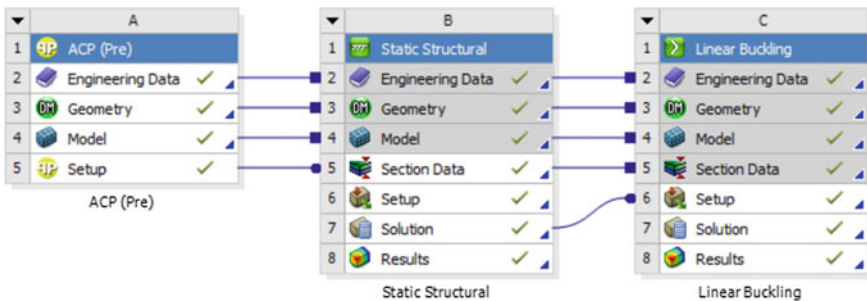 A
1 ACP (Pre)
2 Engineering Data
3 Geometry
4 Model
5 Setup
ACP (Pre)
B
1 Static Structural
2 Engineering Data
3 Geometry
4 Model
5 Section Data
6 Setup
7 Solution
8 Results
Static Structural
C
1 Linear Buckling
2 Engineering Data
3 Geometry
4 Model
5 Section Data
6 Setup
7 Solution
8 Results
Linear Buckling